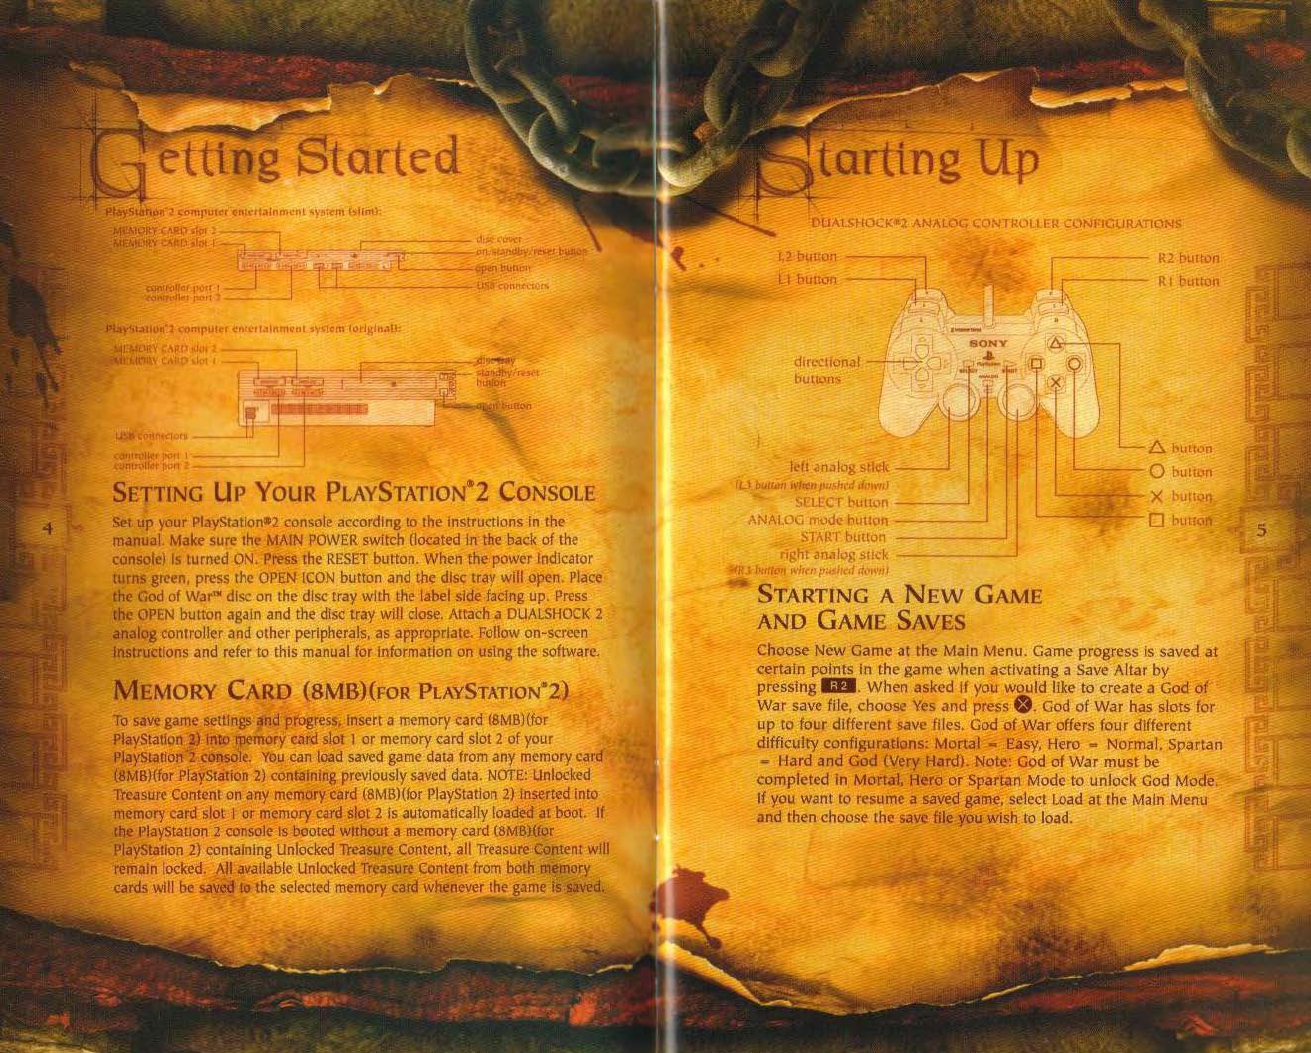 Getting Started
PlayStation®2 computer entertainment system (slim):
MEMORY CARD slot 2
MEMORY CARD slot 1
disc cover
on/standby/reset button
open button
USB connectors
controller port 1
controller port 2
PlayStation®2 computer entertainment system (original):
MEMORY CARD slot 2
MEMORY CARD slot 1
disc tray
standby/reset
button
open button
USB connectors
controller port 1
controller port 2
SETTING UP YOUR PLAYSTATION®2 CONSOLE
Set up your PlayStation®2 console according to the instructions in the
manual. Make sure the MAIN POWER switch (located in the back of the
console) is turned ON. Press the RESET button. When the power indicator
turns green, press the OPEN ICON button and the disc tray will open. Place
the God of War™ disc on the disc tray with the label side facing up. Press
the OPEN button again and the disc tray will close. Attach a DUALSHOCK 2
analog controller and other peripherals, as appropriate. Follow on-screen
instructions and refer to this manual for information on using the software.
MEMORY CARD (8MB)(FOR PLAYSTATION®2)
To save game settings and progress, insert a memory card (8MB)(for
PlayStation 2) into memory card slot 1 or memory card slot 2 of your
PlayStation 2 console. You can load saved game data from any memory card
(8MB)(for PlayStation 2) containing previously saved data. NOTE: Unlocked
Treasure Content on any memory card (8MB)(for PlayStation 2) inserted into
memory card slot 1 or memory card slot 2 is automatically loaded at boot. If
the PlayStation 2 console is booted without a memory card (8MB)(for
PlayStation 2) containing Unlocked Treasure Content, all Treasure Content will
remain locked. All available Unlocked Treasure Content from both memory
cards will be saved to the selected memory card whenever the game is saved.
4
Starting Up
DUALSHOCK®2 ANALOG CONTROLLER CONFIGURATIONS
L2 button
L1 button
R2 button
R1 button
directional
buttons
SONY
PlayStation
SELECT
START
ANALOG
△ button
○ button
✕ button
□ button
left analog stick
(L3 button when pushed down)
SELECT button
ANALOG mode button
START button
right analog stick
(R3 button when pushed down)
STARTING A NEW GAME
AND GAME SAVES
Choose New Game at the Main Menu. Game progress is saved at
certain points in the game when activating a Save Altar by
pressing R2. When asked if you would like to create a God of
War save file, choose Yes and press ⊗. God of War has slots for
up to four different save files. God of War offers four different
difficulty configurations: Mortal = Easy, Hero = Normal, Spartan
= Hard and God (Very Hard). Note: God of War must be
completed in Mortal, Hero or Spartan Mode to unlock God Mode.
If you want to resume a saved game, select Load at the Main Menu
and then choose the save file you wish to load.
5